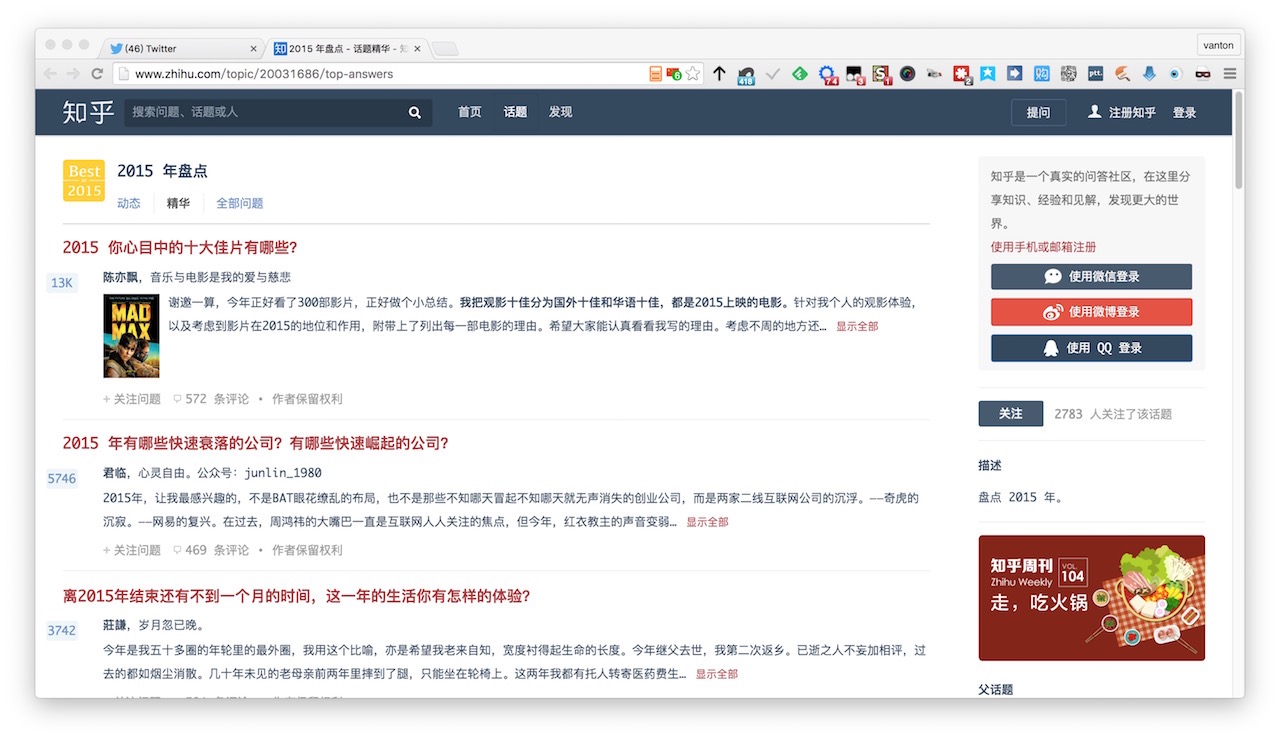 (46) Twitter
2015 年盘点 - 话题精华 - 知
vanton
www.zhihu.com/topic/20031686/top-answers
知乎
搜索问题、话题或人
首页
话题
发现
提问
注册知乎
登录
Best
2015
2015 年盘点
动态
精华
全部问题
2015 你心目中的十大佳片有哪些？
13K
陈亦飘，音乐与电影是我的爱与慈悲
MAD
MAX
谢邀一算，今年正好看了300部影片，正好做个小总结。我把观影十佳分为国外十佳和华语十佳，都是2015上映的电影。针对我个人的观影体验，
以及考虑到影片在2015的地位和作用，附带上了列出每一部电影的理由。希望大家能认真看看我写的理由。考虑不周的地方还… 显示全部
+ 关注问题 572 条评论 • 作者保留权利
2015 年有哪些快速衰落的公司？有哪些快速崛起的公司？
5746
君临，心灵自由。公众号：junlin_1980
2015年，让我最感兴趣的，不是BAT眼花缭乱的布局，也不是那些不知哪天冒起不知哪天就无声消失的创业公司，而是两家二线互联网公司的沉浮。——奇虎的
沉寂。——网易的复兴。在过去，周鸿祎的大嘴巴一直是互联网人人关注的焦点，但今年，红衣教主的声音变弱… 显示全部
+ 关注问题 469 条评论 • 作者保留权利
离2015年结束还有不到一个月的时间，这一年的生活你有怎样的体验？
3742
莊謙，岁月忽已晚。
今年是我五十多圈的年轮里的最外圈，我用这个比喻，亦是希望我老来自知，宽度衬得起生命的长度。今年继父去世，我第二次返乡。已逝之人不妄加相评，过
去的都如烟尘消散。几十年未见的老母亲前两年里摔到了腿，只能坐在轮椅上。这两年我都有托人转寄医药费生… 显示全部
知乎是一个真实的问答社区，在这里分
享知识、经验和见解，发现更大的世
界。
使用手机或邮箱注册
使用微信登录
使用微博登录
使用 QQ 登录
关注
2783 人关注了该话题
描述
盘点 2015 年。
知乎周刊 VOL. 104
Zhihu Weekly
走，吃火锅
父话题